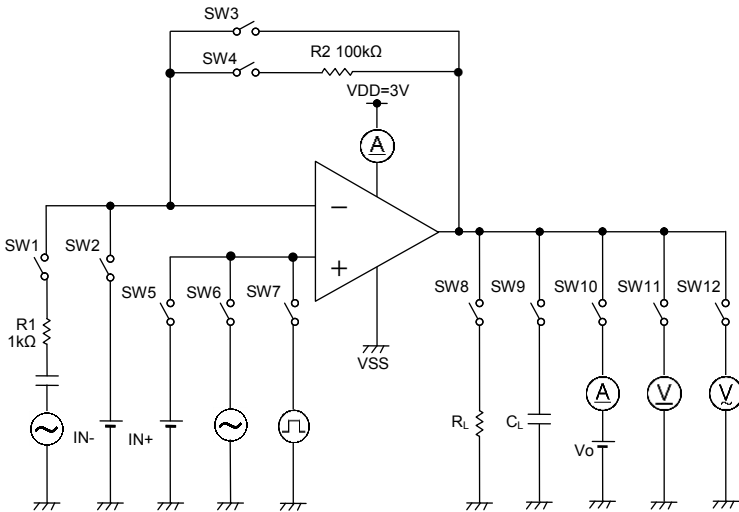 SW3
SW4
R2 100kΩ
VDD=3V
A
−
+
SW1
SW2
SW5
SW6
SW7
SW8
SW9
SW10
SW11
SW12
R1
1kΩ
VSS
A
V
V
IN-
IN+
RL
CL
Vo